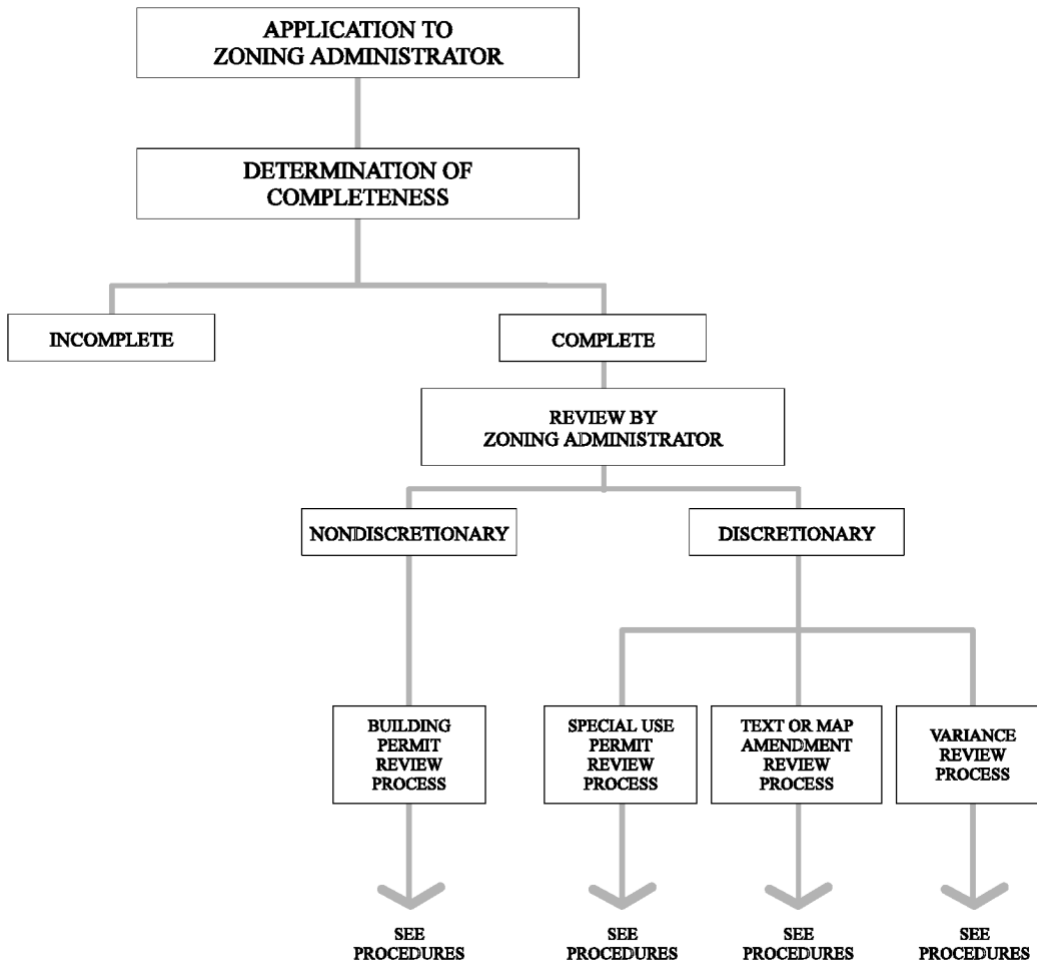 APPLICATION TO
ZONING ADMINISTRATOR
DETERMINATION OF
COMPLETENESS
INCOMPLETE
COMPLETE
REVIEW BY
ZONING ADMINISTRATOR
NONDISCRETIONARY
DISCRETIONARY
BUILDING
PERMIT
REVIEW
PROCESS
SPECIAL USE
PERMIT
REVIEW
PROCESS
TEXT OR MAP
AMENDMENT
REVIEW
PROCESS
VARIANCE
REVIEW
PROCESS
SEE
PROCEDURES
SEE
PROCEDURES
SEE
PROCEDURES
SEE
PROCEDURES